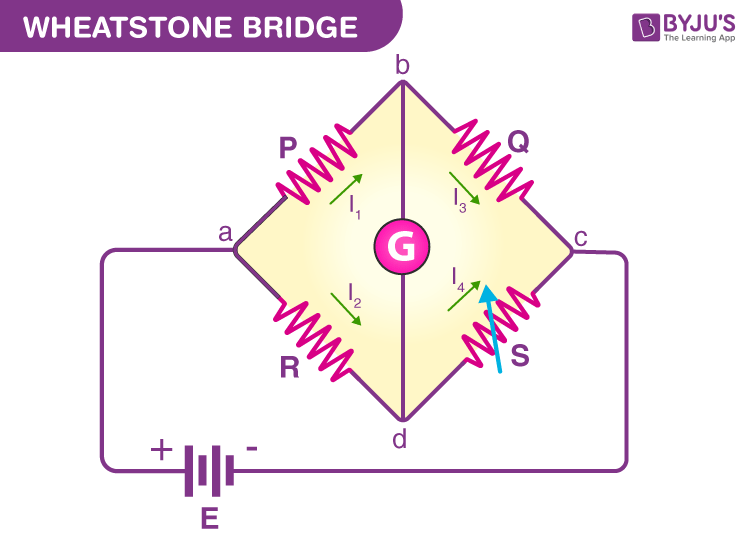 WHEATSTONE BRIDGE
BYJU'S
The Learning App
b
P
Q
I₁
I₃
a
G
c
I₂
I₄
R
S
d
+
-
E